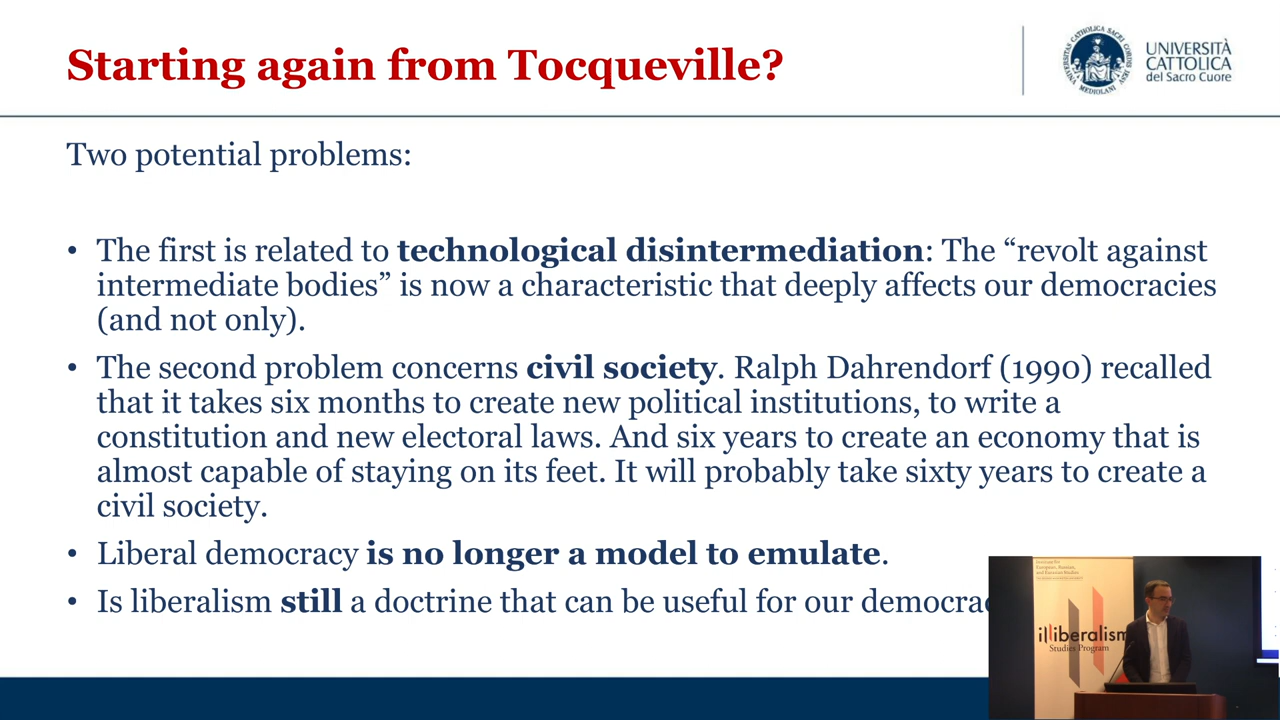 Starting again from Tocqueville?
UNIVERSITÀ
CATTOLICA
del Sacro Cuore
Two potential problems:
• The first is related to technological disintermediation: The “revolt against
intermediate bodies” is now a characteristic that deeply affects our democracies
(and not only).
• The second problem concerns civil society. Ralph Dahrendorf (1990) recalled
that it takes six months to create new political institutions, to write a
constitution and new electoral laws. And six years to create an economy that is
almost capable of staying on its feet. It will probably take sixty years to create a
civil society.
• Liberal democracy is no longer a model to emulate.
• Is liberalism still a doctrine that can be useful for our
European, Russian,
and Eurasian Studies
illiberalism
Studies Program